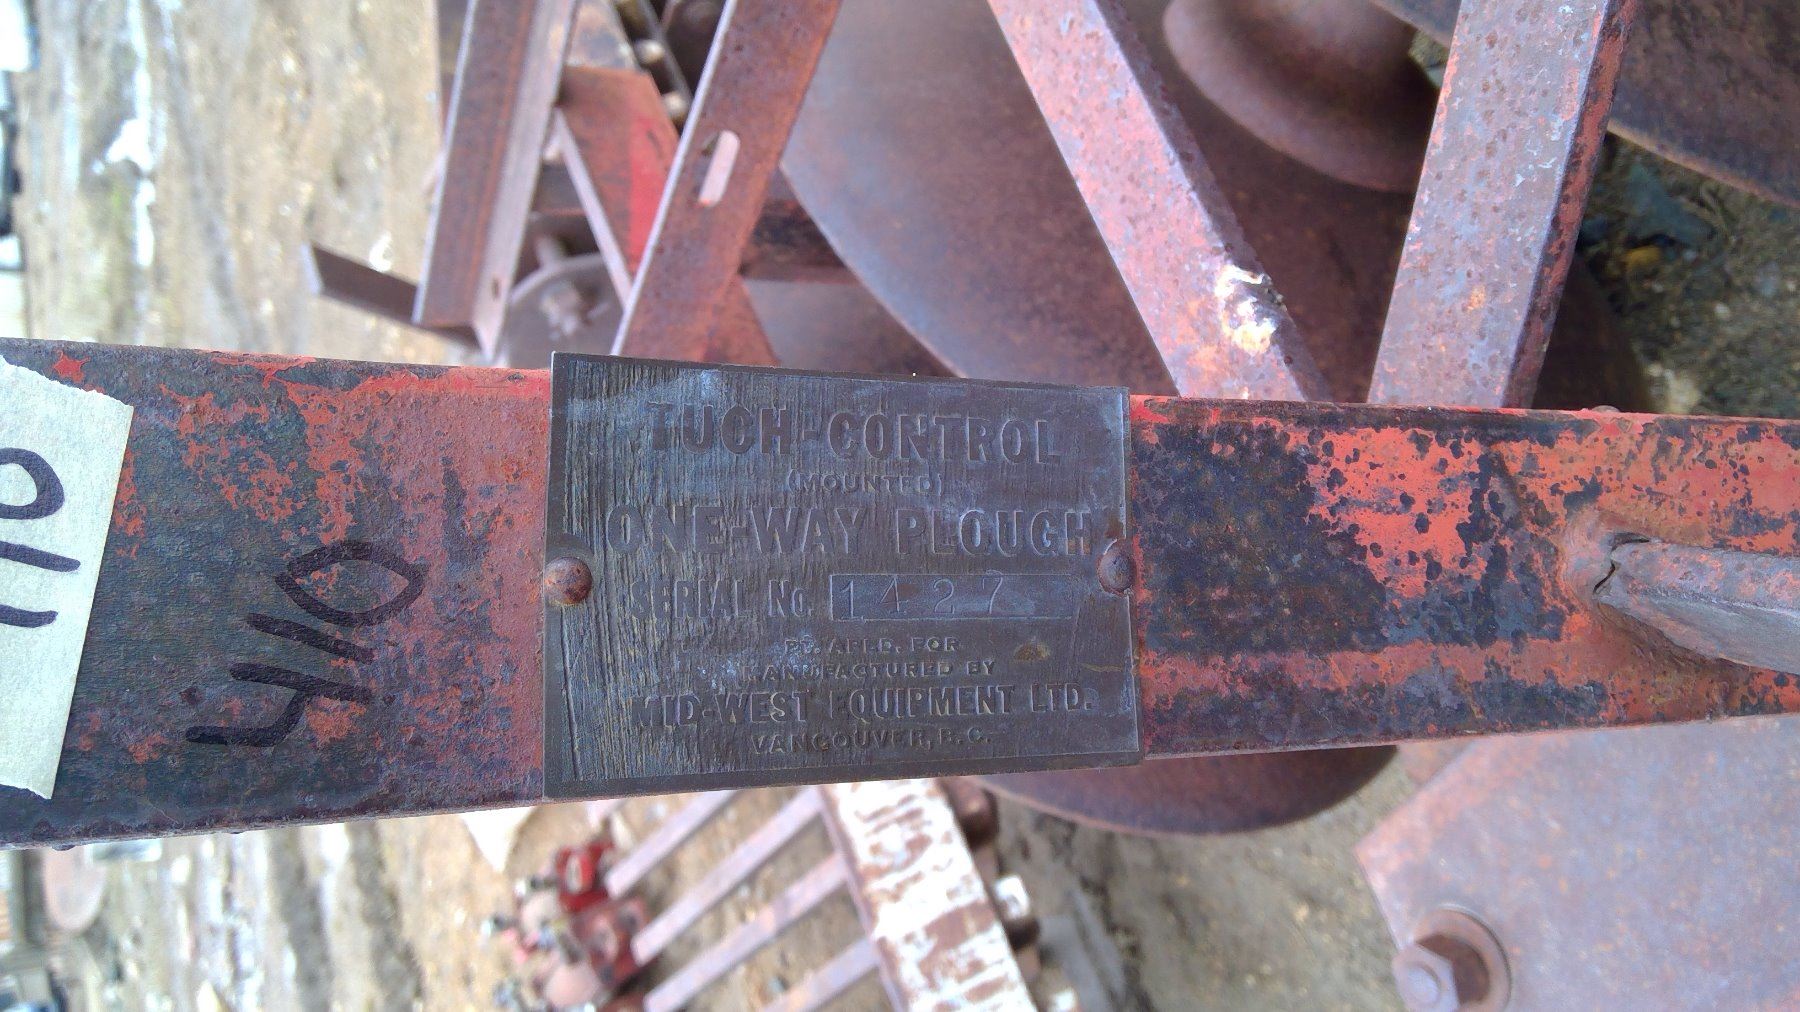 TUCH-CONTROL
(MOUNTED)
ONE-WAY PLOUGH
SERIAL No. 1427
PT. APLD. FOR
MANUFACTURED BY
MID-WEST EQUIPMENT LTD.
VANCOUVER, B.C.
410